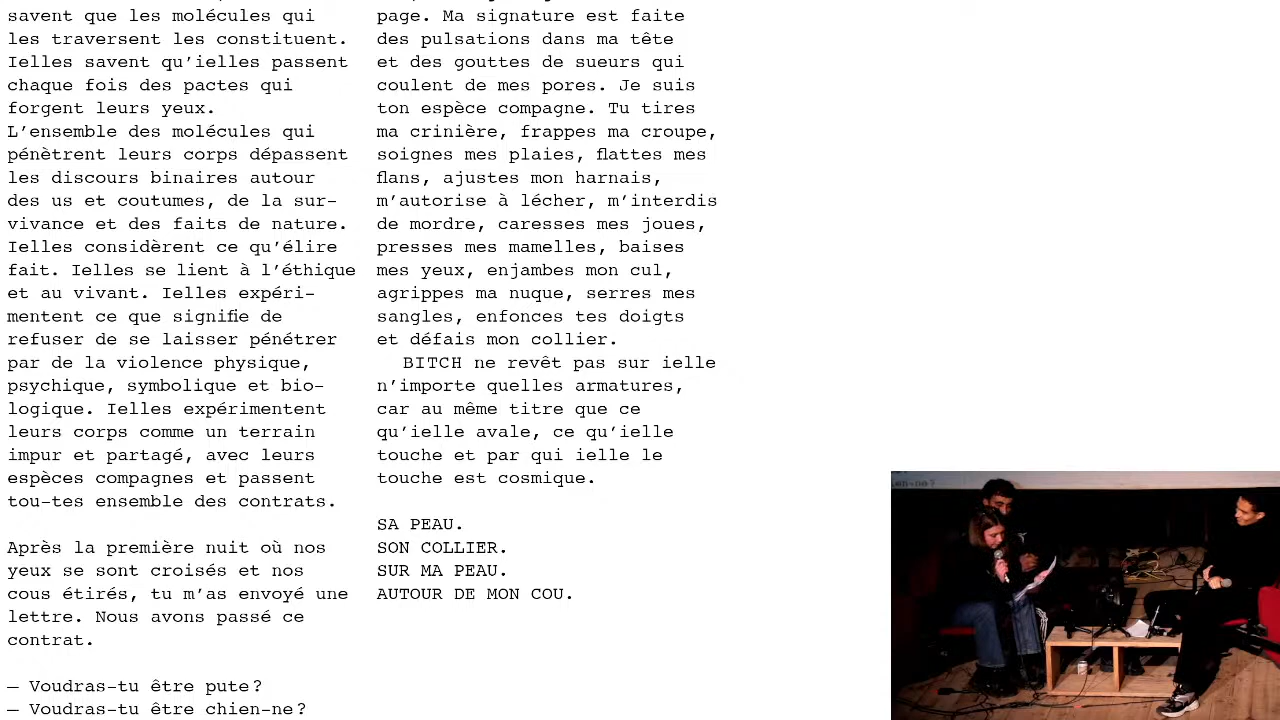 savent que les molécules qui
les traversent les constituent.
Ielles savent qu’ielles passent
chaque fois des pactes qui
forgent leurs yeux.
L’ensemble des molécules qui
pénètrent leurs corps dépassent
les discours binaires autour
des us et coutumes, de la sur-
vivance et des faits de nature.
Ielles considèrent ce qu’élire
fait. Ielles se lient à l’éthique
et au vivant. Ielles expéri-
mentent ce que signifie de
refuser de se laisser pénétrer
par de la violence physique,
psychique, symbolique et bio-
logique. Ielles expérimentent
leurs corps comme un terrain
impur et partagé, avec leurs
espèces compagnes et passent
tou-tes ensemble des contrats.
Après la première nuit où nos
yeux se sont croisés et nos
cous étirés, tu m’as envoyé une
lettre. Nous avons passé ce
contrat.
— Voudras-tu être pute ?
— Voudras-tu être chien-ne ?
page. Ma signature est faite
des pulsations dans ma tête
et des gouttes de sueurs qui
coulent de mes pores. Je suis
ton espèce compagne. Tu tires
ma crinière, frappes ma croupe,
soignes mes plaies, flattes mes
flans, ajustes mon harnais,
m’autorise à lécher, m’interdis
de mordre, caresses mes joues,
presses mes mamelles, baises
mes yeux, enjambes mon cul,
agrippes ma nuque, serres mes
sangles, enfonces tes doigts
et défais mon collier.
BITCH ne revêt pas sur ielle
n’importe quelles armatures,
car au même titre que ce
qu’ielle avale, ce qu’ielle
touche et par qui ielle le
touche est cosmique.
SA PEAU.
SON COLLIER.
SUR MA PEAU.
AUTOUR DE MON COU.